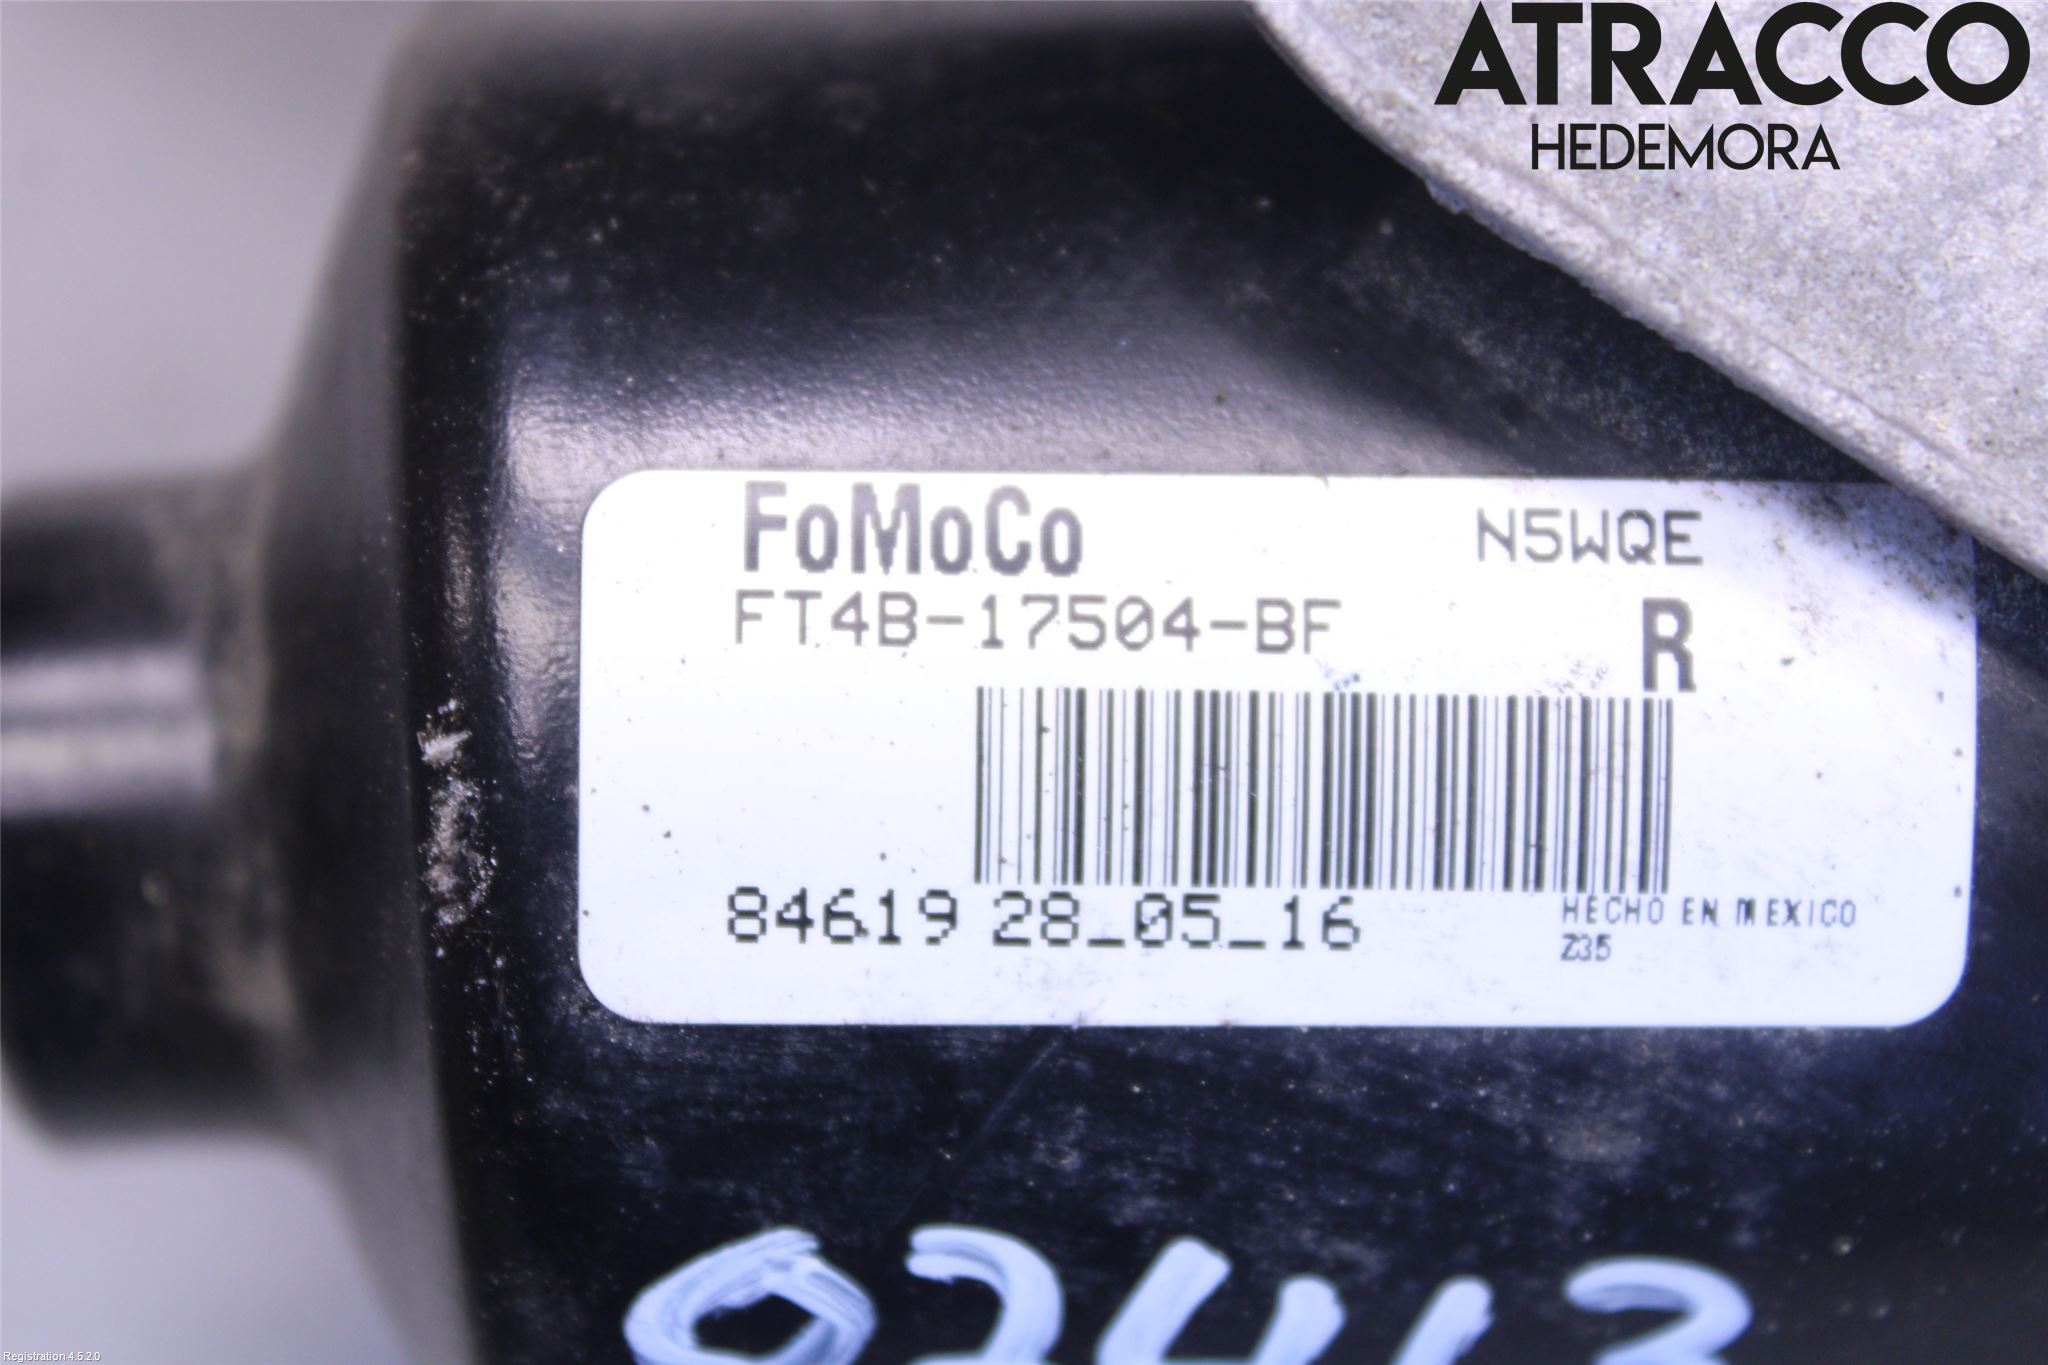 ATRACCO
HEDEMORA
FoMoCo
N5WQE
FT4B-17504-BF
R
84619 28_05_16
HECHO EN MEXICO
Z35
Registration 4.5.2.0